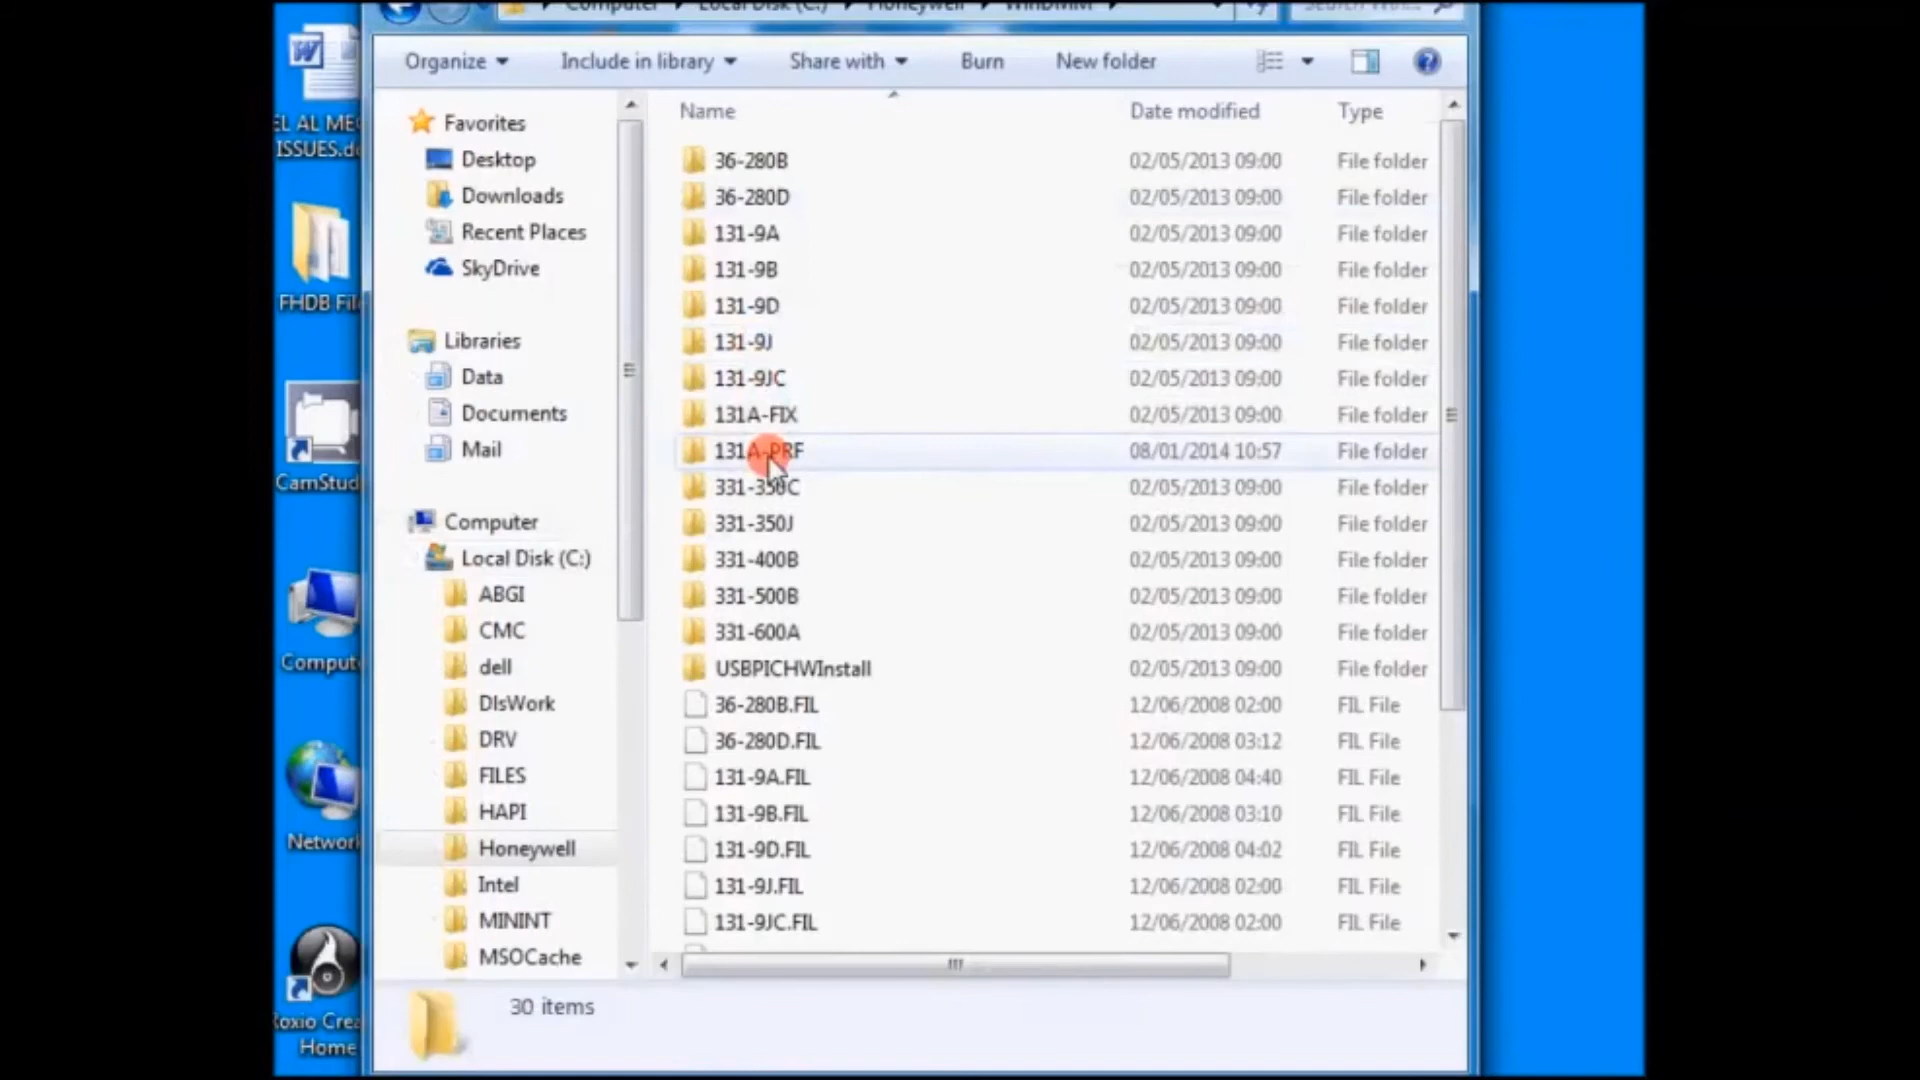 Computer Local Disk (C:) Honeywell WinDMM
Organize Include in library Share with Burn New folder
EL AL
ISSUES.d
FHDB
CamStud
Comput
Network
Roxio Crea
Home
Favorites
Desktop
Downloads
Recent Places
SkyDrive
Libraries
Data
Documents
Mail
Computer
Local Disk (C:)
ABGI
CMC
dell
DlsWork
DRV
FILES
HAPI
Honeywell
Intel
MININT
MSOCache
Name Date modified Type
36-280B 02/05/2013 09:00 File folder
36-280D 02/05/2013 09:00 File folder
131-9A 02/05/2013 09:00 File folder
131-9B 02/05/2013 09:00 File folder
131-9D 02/05/2013 09:00 File folder
131-9J 02/05/2013 09:00 File folder
131-9JC 02/05/2013 09:00 File folder
131A-FIX 02/05/2013 09:00 File folder
131A-PRF 08/01/2014 10:57 File folder
331-350C 02/05/2013 09:00 File folder
331-350J 02/05/2013 09:00 File folder
331-400B 02/05/2013 09:00 File folder
331-500B 02/05/2013 09:00 File folder
331-600A 02/05/2013 09:00 File folder
USBPICHWInstall 02/05/2013 09:00 File folder
36-280B.FIL 12/06/2008 02:00 FIL File
36-280D.FIL 12/06/2008 03:12 FIL File
131-9A.FIL 12/06/2008 04:40 FIL File
131-9B.FIL 12/06/2008 03:10 FIL File
131-9D.FIL 12/06/2008 04:02 FIL File
131-9J.FIL 12/06/2008 02:00 FIL File
131-9JC.FIL 12/06/2008 02:00 FIL File
30 items